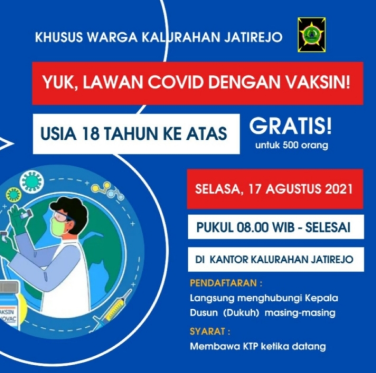 KHUSUS WARGA KALURAHAN JATIREJO
YUK, LAWAN COVID DENGAN VAKSIN!
USIA 18 TAHUN KE ATAS
GRATIS!
untuk 500 orang
SELASA, 17 AGUSTUS 2021
PUKUL 08.00 WIB - SELESAI
DI KANTOR KALURAHAN JATIREJO
PENDAFTARAN :
Langsung menghubungi Kepala
Dusun (Dukuh) masing-masing
SYARAT :
Membawa KTP ketika datang